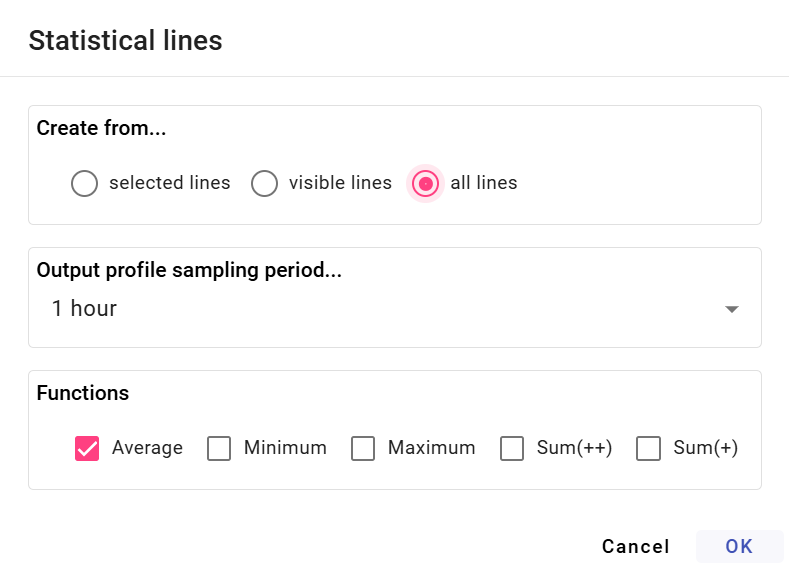 Statistical lines
Create from...
selected lines visible lines all lines
Output profile sampling period...
1 hour
Functions
Average Minimum Maximum Sum(++) Sum(+)
Cancel OK